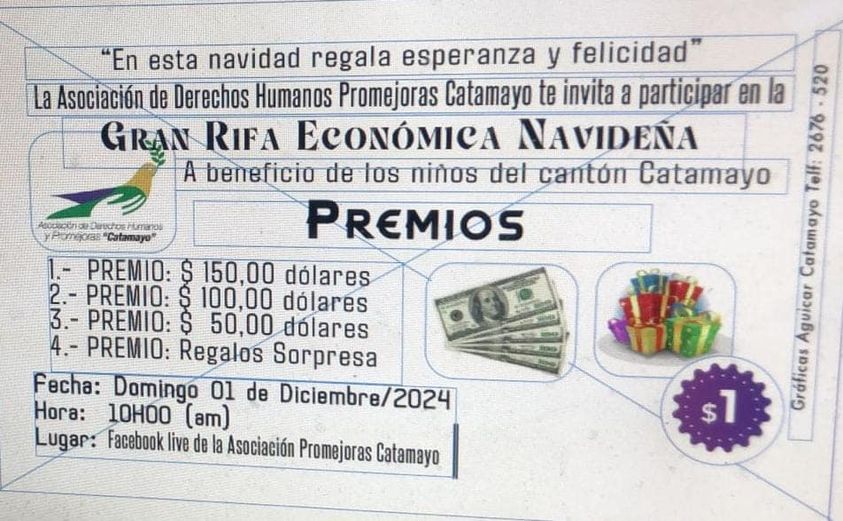 “En esta navidad regala esperanza y felicidad”
La Asociación de Derechos Humanos Promejoras Catamayo te invita a participar en la
GRAN RIFA ECONÓMICA NAVIDEÑA
A beneficio de los niños del cantón Catamayo
Asociación de Derechos Humanos
y Promejoras "Catamayo"
PREMIOS
1.- PREMIO: $ 150,00 dólares
2.- PREMIO: $ 100,00 dólares
3.- PREMIO: $ 50,00 dólares
4.- PREMIO: Regalos Sorpresa
Fecha: Domingo 01 de Diciembre/2024
Hora: 10H00 (am)
Lugar: Facebook live de la Asociación Promejoras Catamayo
$1
Gráficas Aguicar Catamayo Telf: 2676 - 520